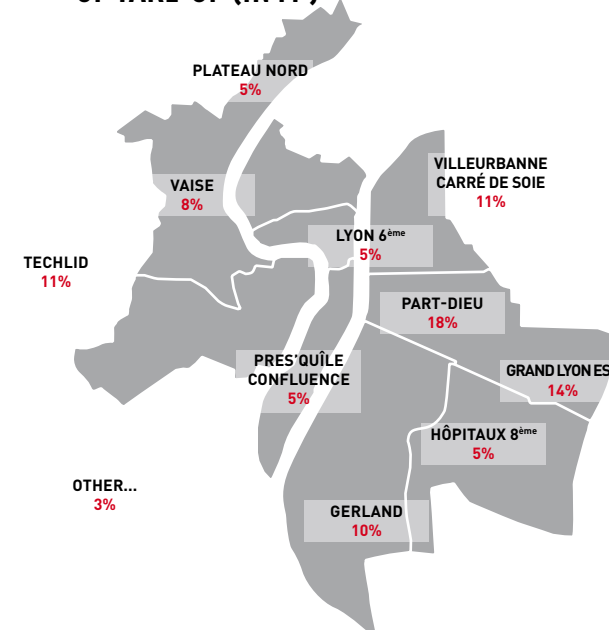 PLATEAU NORD
5%
VILLEURBANNE
CARRÉ DE SOIE
11%
VAISE
8%
LYON 6ème
5%
TECHLID
11%
PART-DIEU
18%
PRES'QUÎLE
CONFLUENCE
5%
GRAND LYON ES
14%
HÔPITAUX 8ème
5%
OTHER...
3%
GERLAND
10%